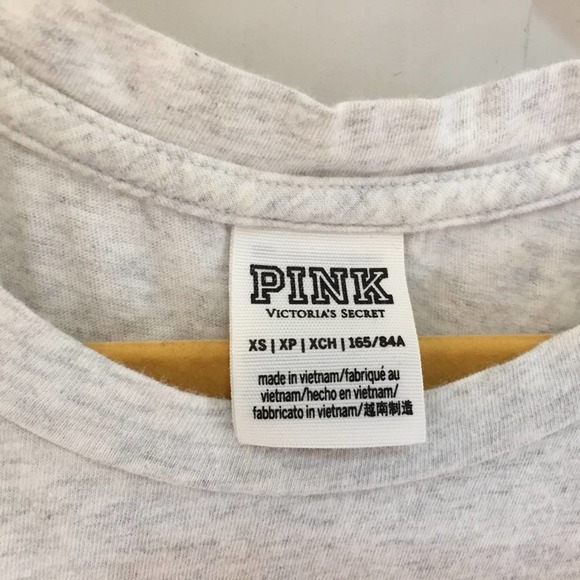 PINK
VICTORIA'S SECRET
XS | XP | XCH | 165/84A
made in vietnam/fabriqué au
vietnam/hecho en vietnam/
fabbricato in vietnam/越南制造